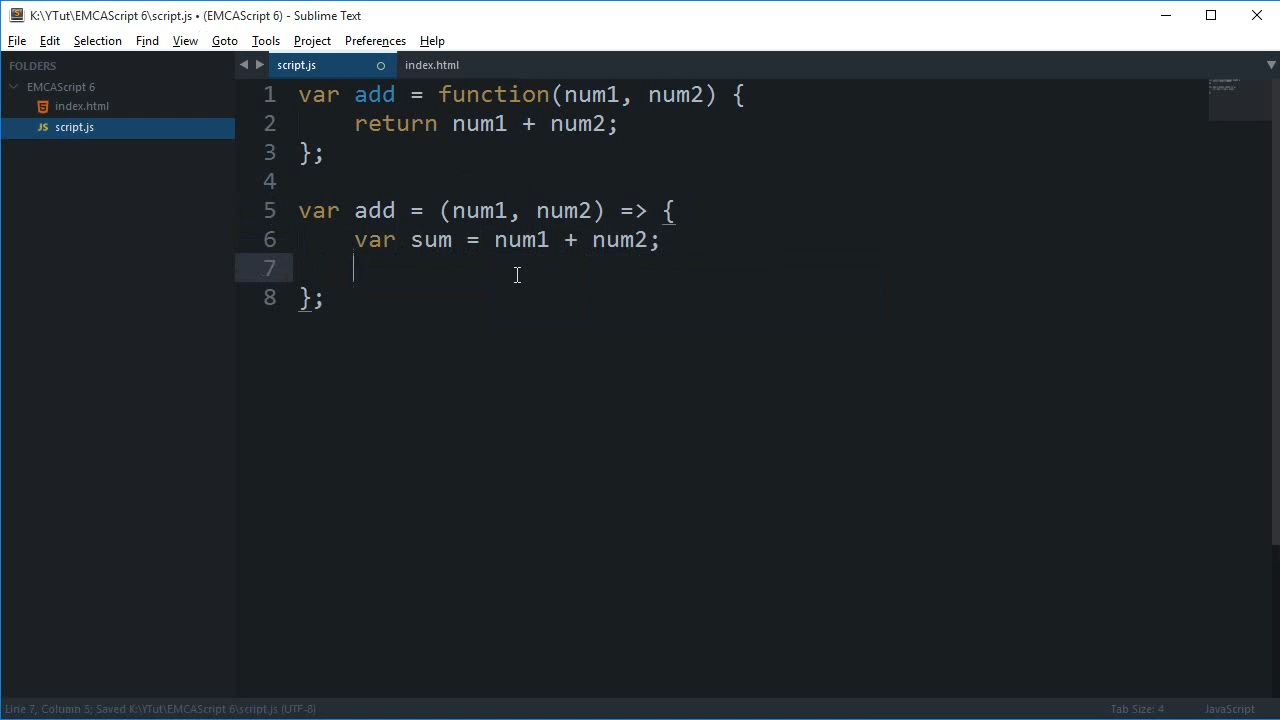 K:\YTut\EMCAScript 6\script.js • (EMCAScript 6) - Sublime Text
File Edit Selection Find View Goto Tools Project Preferences Help
FOLDERS
EMCAScript 6
index.html
JS script.js
script.js index.html
1 var add = function(num1, num2) {
2     return num1 + num2;
3 };
4
5 var add = (num1, num2) => {
6     var sum = num1 + num2;
7
8 };
Line 7, Column 5; Saved K:\YTut\EMCAScript 6\script.js (UTF-8) Tab Size: 4 JavaScript